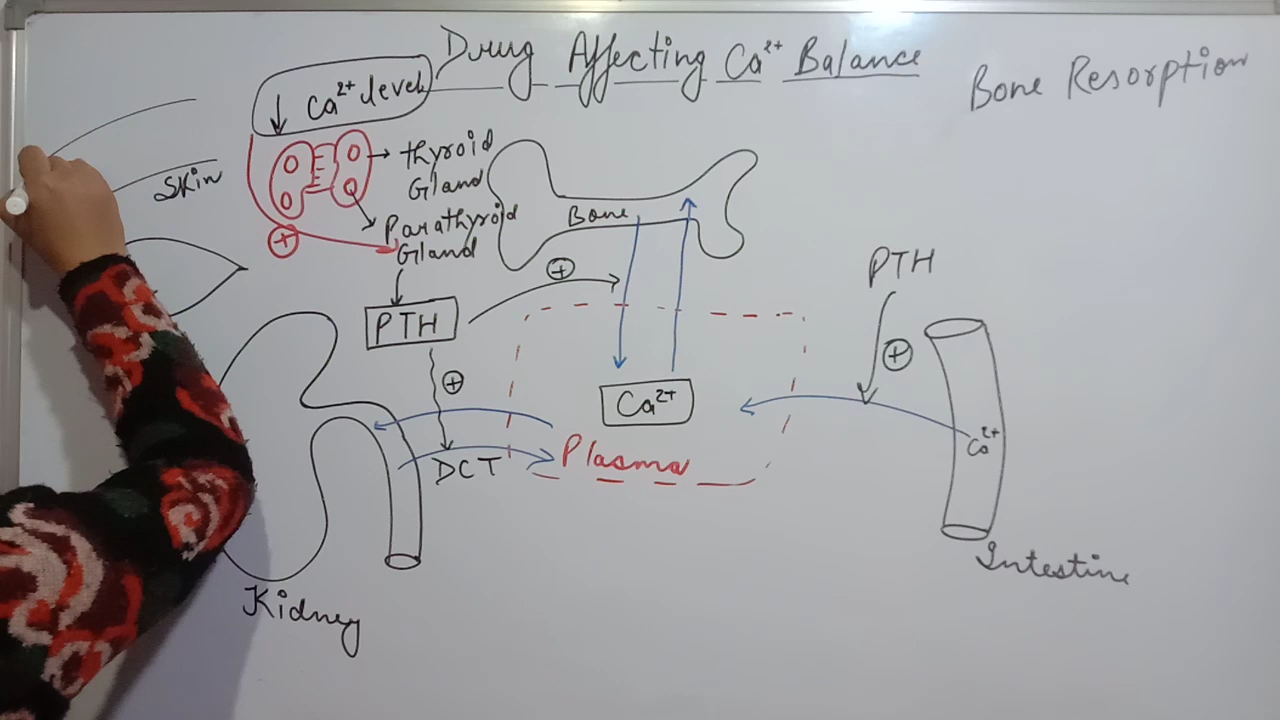 Drug Affecting Ca²⁺ Balance
Bone Resorption
↓ Ca²⁺ level
Skin
thyroid
Gland
Parathyroid
Gland
+
Bone
+
PTH
PTH
+
+
Ca²⁺
Plasma
DCT
Ca²⁺
Intestine
Kidney